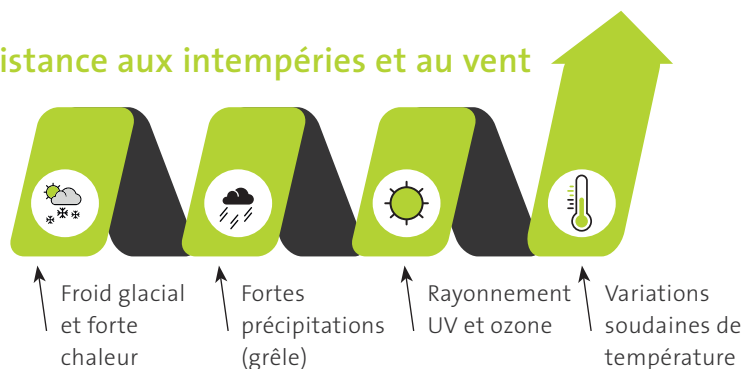 istance aux intempéries et au vent
Froid glacial
et forte
chaleur
Fortes
précipitations
(grêle)
Rayonnement
UV et ozone
Variations
soudaines de
température